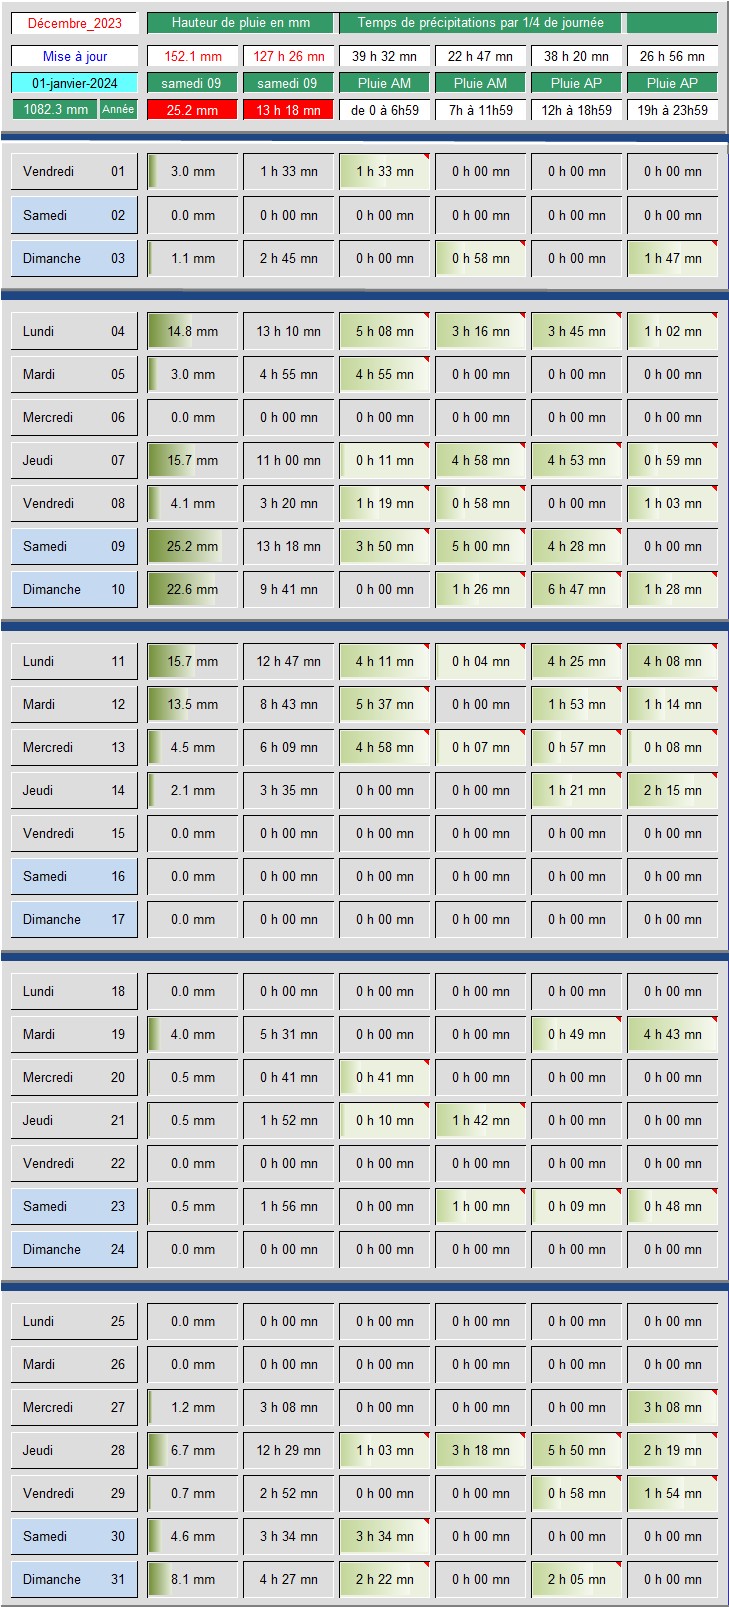 Décembre_2023 Hauteur de pluie en mm Temps de précipitations par 1/4 de journée
Mise à jour 152.1 mm 127 h 26 mn 39 h 32 mn 22 h 47 mn 38 h 20 mn 26 h 56 mn
01-janvier-2024 samedi 09 samedi 09 Pluie AM Pluie AM Pluie AP Pluie AP
1082.3 mm Année 25.2 mm 13 h 18 mn de 0 à 6h59 7h à 11h59 12h à 18h59 19h à 23h59
Vendredi 01 3.0 mm 1 h 33 mn 1 h 33 mn 0 h 00 mn 0 h 00 mn 0 h 00 mn
Samedi 02 0.0 mm 0 h 00 mn 0 h 00 mn 0 h 00 mn 0 h 00 mn 0 h 00 mn
Dimanche 03 1.1 mm 2 h 45 mn 0 h 00 mn 0 h 58 mn 0 h 00 mn 1 h 47 mn
Lundi 04 14.8 mm 13 h 10 mn 5 h 08 mn 3 h 16 mn 3 h 45 mn 1 h 02 mn
Mardi 05 3.0 mm 4 h 55 mn 4 h 55 mn 0 h 00 mn 0 h 00 mn 0 h 00 mn
Mercredi 06 0.0 mm 0 h 00 mn 0 h 00 mn 0 h 00 mn 0 h 00 mn 0 h 00 mn
Jeudi 07 15.7 mm 11 h 00 mn 0 h 11 mn 4 h 58 mn 4 h 53 mn 0 h 59 mn
Vendredi 08 4.1 mm 3 h 20 mn 1 h 19 mn 0 h 58 mn 0 h 00 mn 1 h 03 mn
Samedi 09 25.2 mm 13 h 18 mn 3 h 50 mn 5 h 00 mn 4 h 28 mn 0 h 00 mn
Dimanche 10 22.6 mm 9 h 41 mn 0 h 00 mn 1 h 26 mn 6 h 47 mn 1 h 28 mn
Lundi 11 15.7 mm 12 h 47 mn 4 h 11 mn 0 h 04 mn 4 h 25 mn 4 h 08 mn
Mardi 12 13.5 mm 8 h 43 mn 5 h 37 mn 0 h 00 mn 1 h 53 mn 1 h 14 mn
Mercredi 13 4.5 mm 6 h 09 mn 4 h 58 mn 0 h 07 mn 0 h 57 mn 0 h 08 mn
Jeudi 14 2.1 mm 3 h 35 mn 0 h 00 mn 0 h 00 mn 1 h 21 mn 2 h 15 mn
Vendredi 15 0.0 mm 0 h 00 mn 0 h 00 mn 0 h 00 mn 0 h 00 mn 0 h 00 mn
Samedi 16 0.0 mm 0 h 00 mn 0 h 00 mn 0 h 00 mn 0 h 00 mn 0 h 00 mn
Dimanche 17 0.0 mm 0 h 00 mn 0 h 00 mn 0 h 00 mn 0 h 00 mn 0 h 00 mn
Lundi 18 0.0 mm 0 h 00 mn 0 h 00 mn 0 h 00 mn 0 h 00 mn 0 h 00 mn
Mardi 19 4.0 mm 5 h 31 mn 0 h 00 mn 0 h 00 mn 0 h 49 mn 4 h 43 mn
Mercredi 20 0.5 mm 0 h 41 mn 0 h 41 mn 0 h 00 mn 0 h 00 mn 0 h 00 mn
Jeudi 21 0.5 mm 1 h 52 mn 0 h 10 mn 1 h 42 mn 0 h 00 mn 0 h 00 mn
Vendredi 22 0.0 mm 0 h 00 mn 0 h 00 mn 0 h 00 mn 0 h 00 mn 0 h 00 mn
Samedi 23 0.5 mm 1 h 56 mn 0 h 00 mn 1 h 00 mn 0 h 09 mn 0 h 48 mn
Dimanche 24 0.0 mm 0 h 00 mn 0 h 00 mn 0 h 00 mn 0 h 00 mn 0 h 00 mn
Lundi 25 0.0 mm 0 h 00 mn 0 h 00 mn 0 h 00 mn 0 h 00 mn 0 h 00 mn
Mardi 26 0.0 mm 0 h 00 mn 0 h 00 mn 0 h 00 mn 0 h 00 mn 0 h 00 mn
Mercredi 27 1.2 mm 3 h 08 mn 0 h 00 mn 0 h 00 mn 0 h 00 mn 3 h 08 mn
Jeudi 28 6.7 mm 12 h 29 mn 1 h 03 mn 3 h 18 mn 5 h 50 mn 2 h 19 mn
Vendredi 29 0.7 mm 2 h 52 mn 0 h 00 mn 0 h 00 mn 0 h 58 mn 1 h 54 mn
Samedi 30 4.6 mm 3 h 34 mn 3 h 34 mn 0 h 00 mn 0 h 00 mn 0 h 00 mn
Dimanche 31 8.1 mm 4 h 27 mn 2 h 22 mn 0 h 00 mn 2 h 05 mn 0 h 00 mn